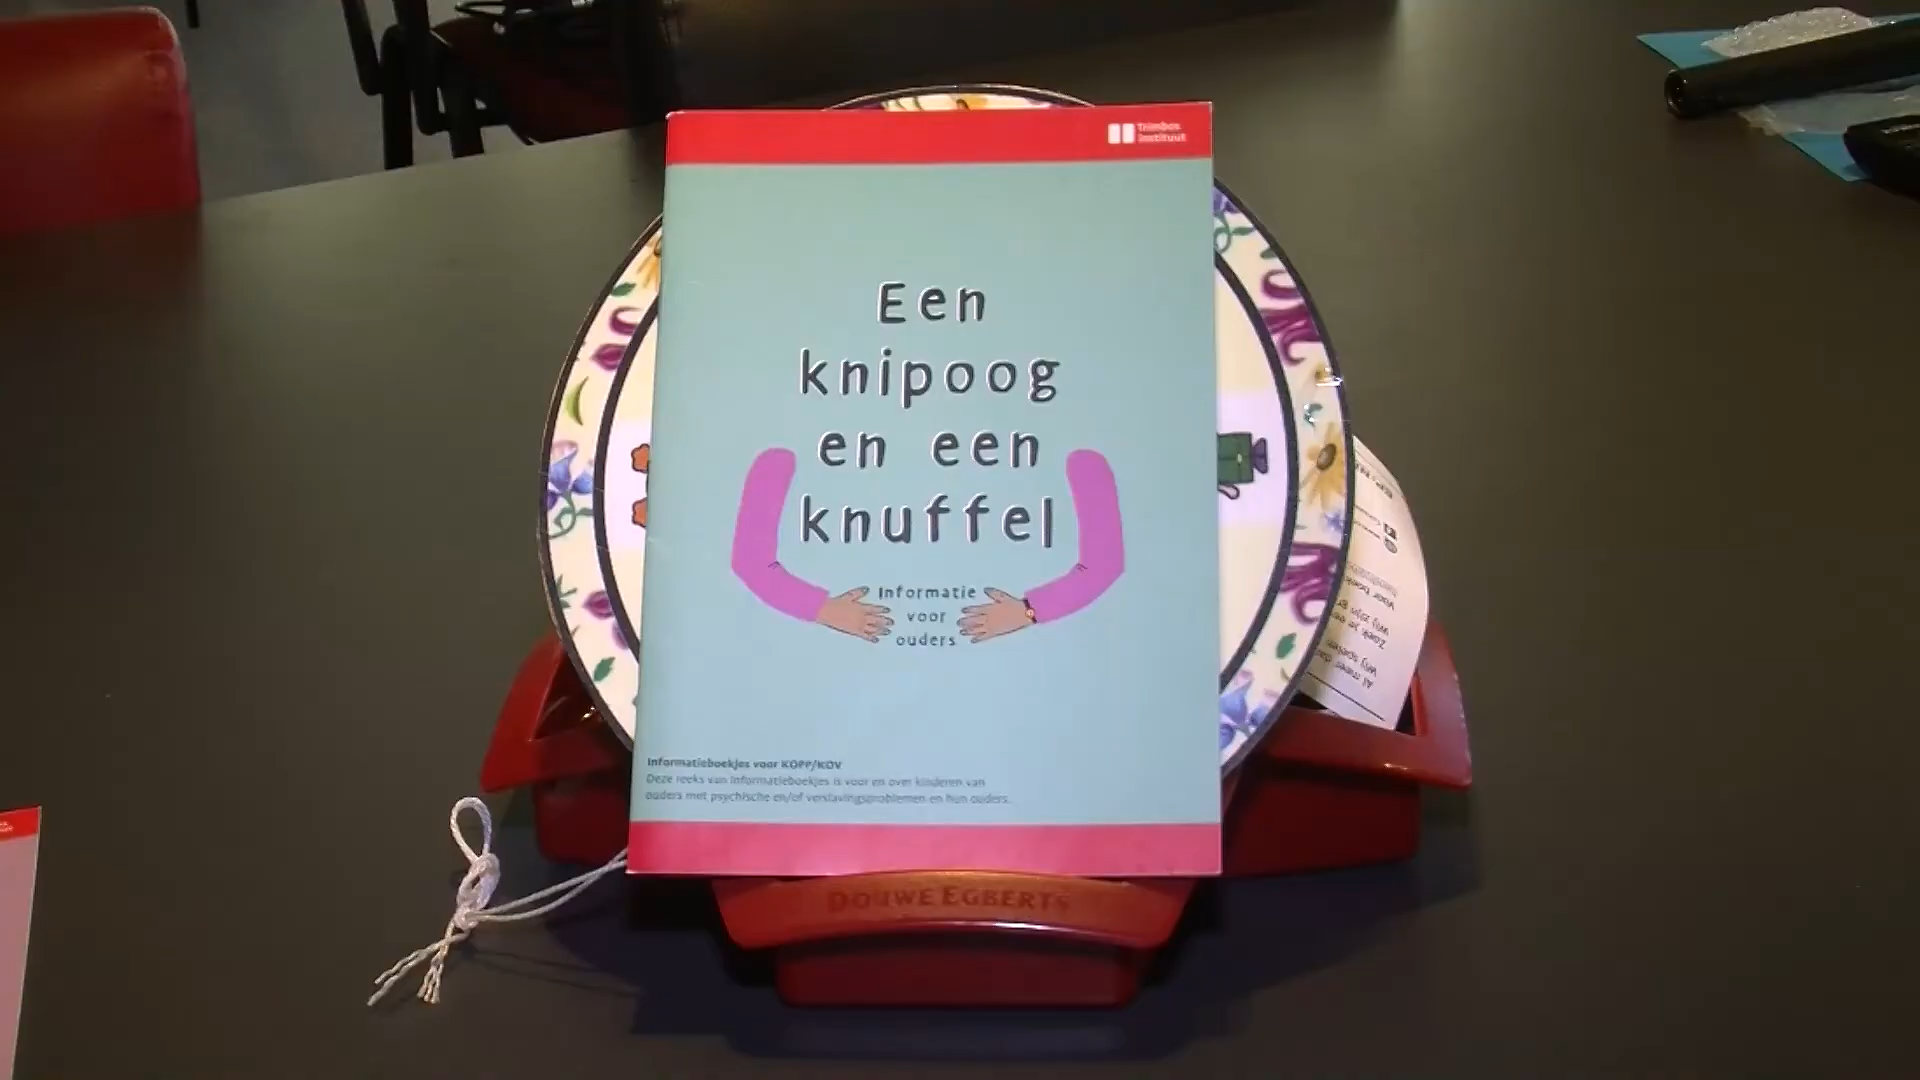 Trimbos
Instituut
Een
knipoog
en een
knuffel
Informatie
voor
ouders
Informatieboekjes voor KOPP/KOV
Deze reeks van informatieboekjes is voor en over kinderen van
ouders met psychische en/of verslavingsproblemen en hun ouders.
DOUWE EGBERTS